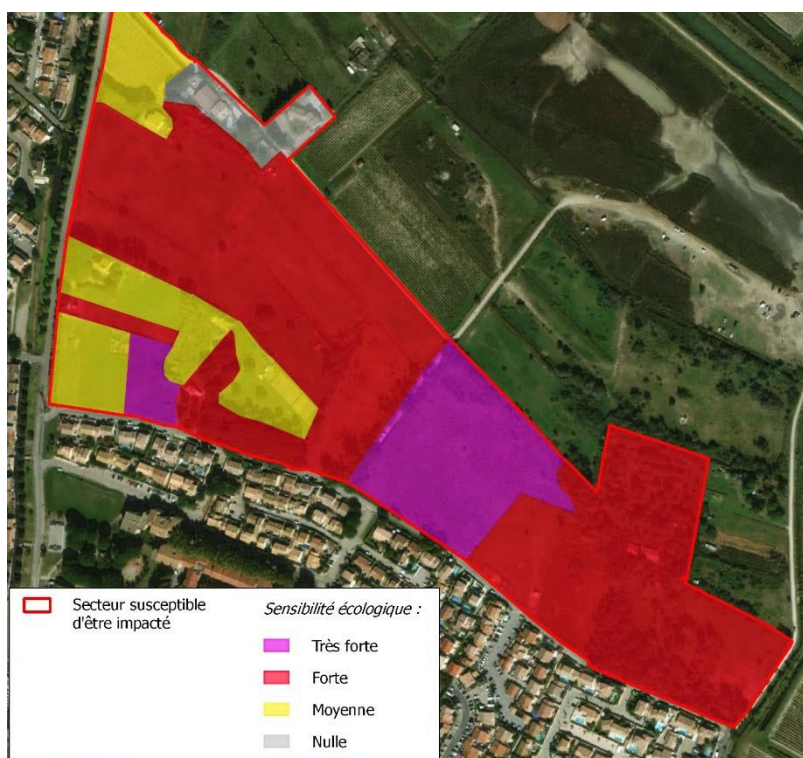 Secteur susceptible
d'être impacté
Sensibilité écologique :
Très forte
Forte
Moyenne
Nulle